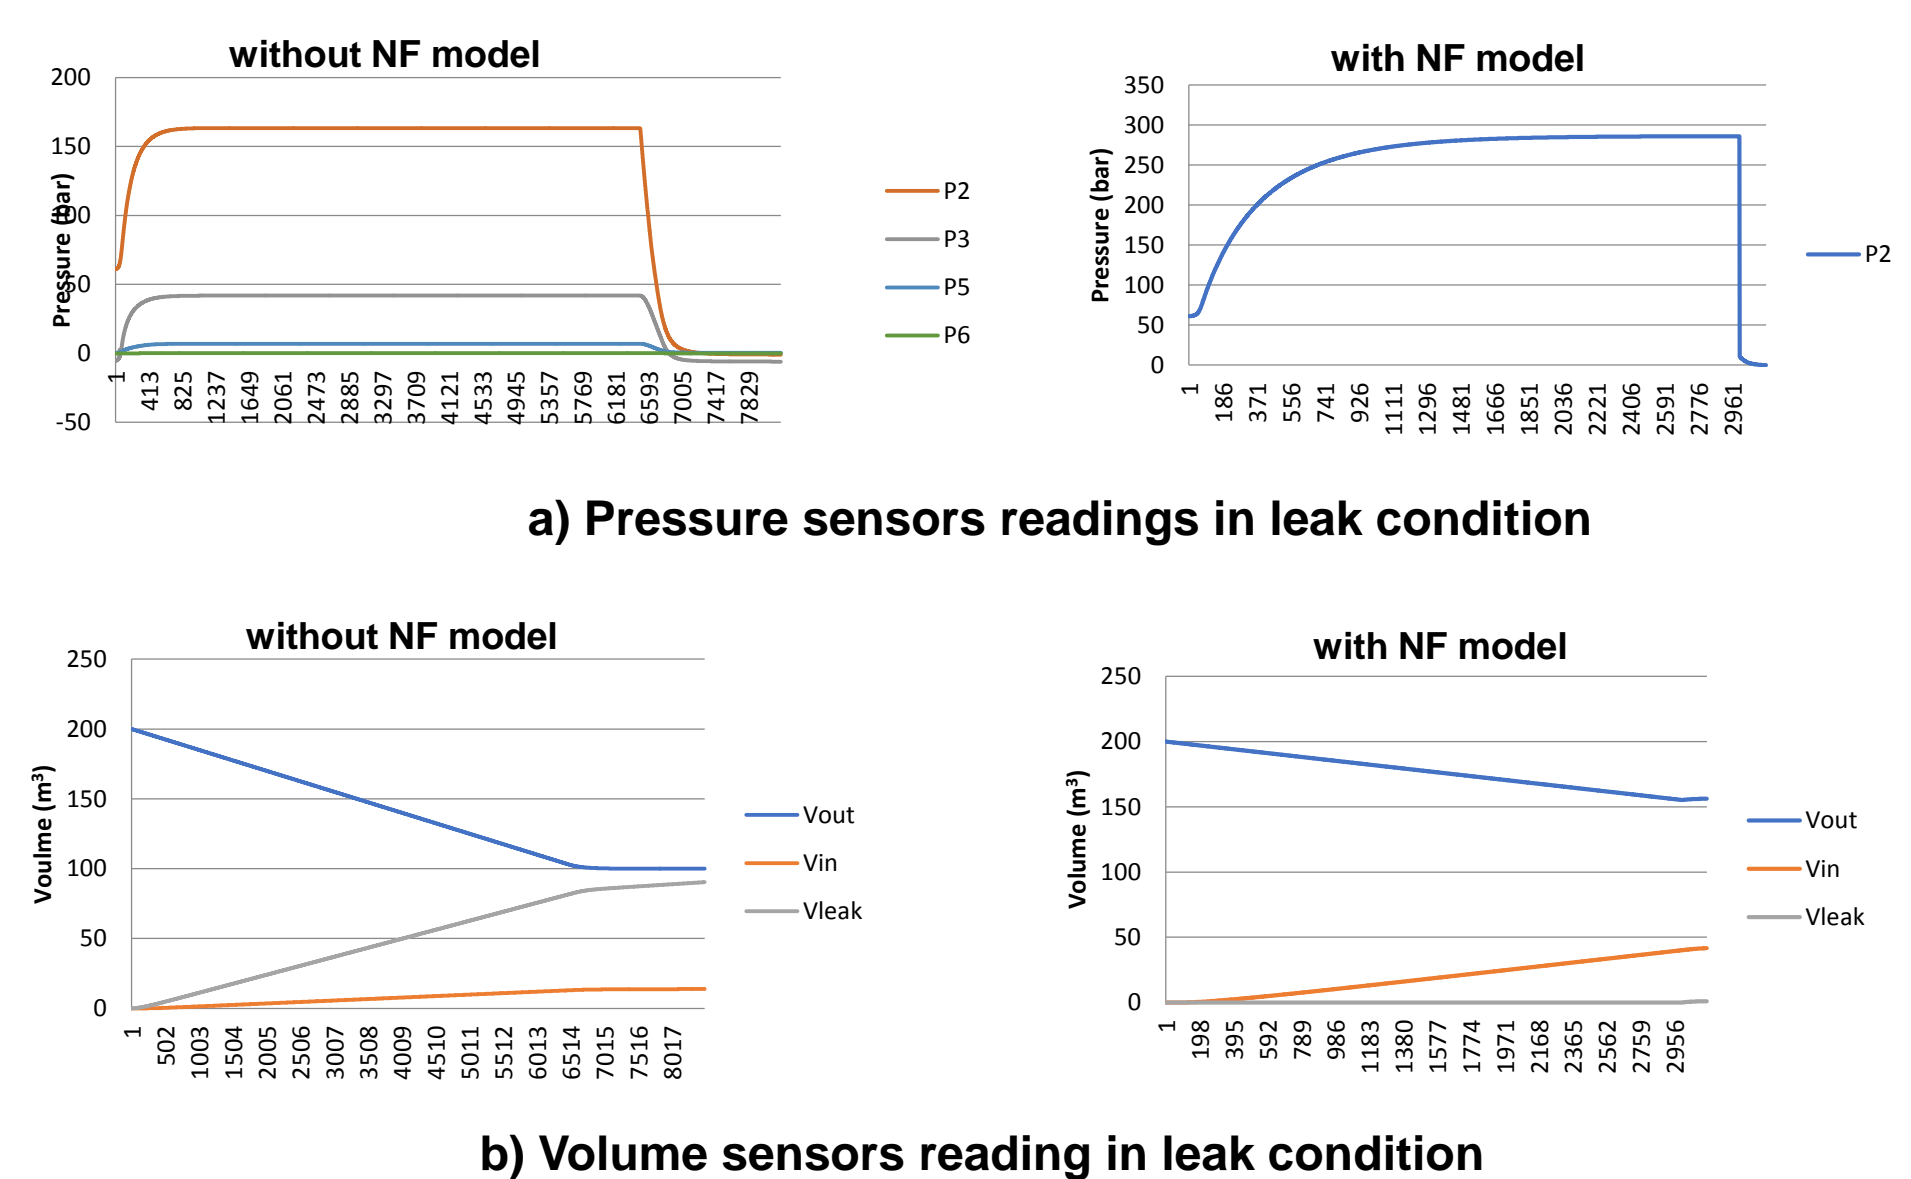 without NF model
200
150
100
50
0
-50
Pressure (bar)
1 413 825 1237 1649 2061 2473 2885 3297 3709 4121 4533 4945 5357 5769 6181 6593 7005 7417 7829
P2
P3
P5
P6
with NF model
350
300
250
200
150
100
50
0
Pressure (bar)
1 186 371 556 741 926 1111 1296 1481 1666 1851 2036 2221 2406 2591 2776 2961
P2
a) Pressure sensors readings in leak condition
without NF model
250
200
150
100
50
0
Voulme (m³)
1 502 1003 1504 2005 2506 3007 3508 4009 4510 5011 5512 6013 6514 7015 7516 8017
Vout
Vin
Vleak
with NF model
250
200
150
100
50
0
Volume (m³)
1 198 395 592 789 986 1183 1380 1577 1774 1971 2168 2365 2562 2759 2956
Vout
Vin
Vleak
b) Volume sensors reading in leak condition